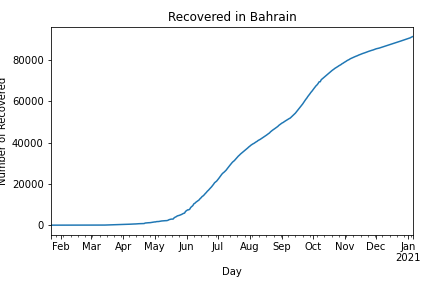 Recovered in Bahrain
Number of Recovered
80000
60000
40000
20000
0
Feb Mar Apr May Jun Jul Aug Sep Oct Nov Dec Jan
2021
Day